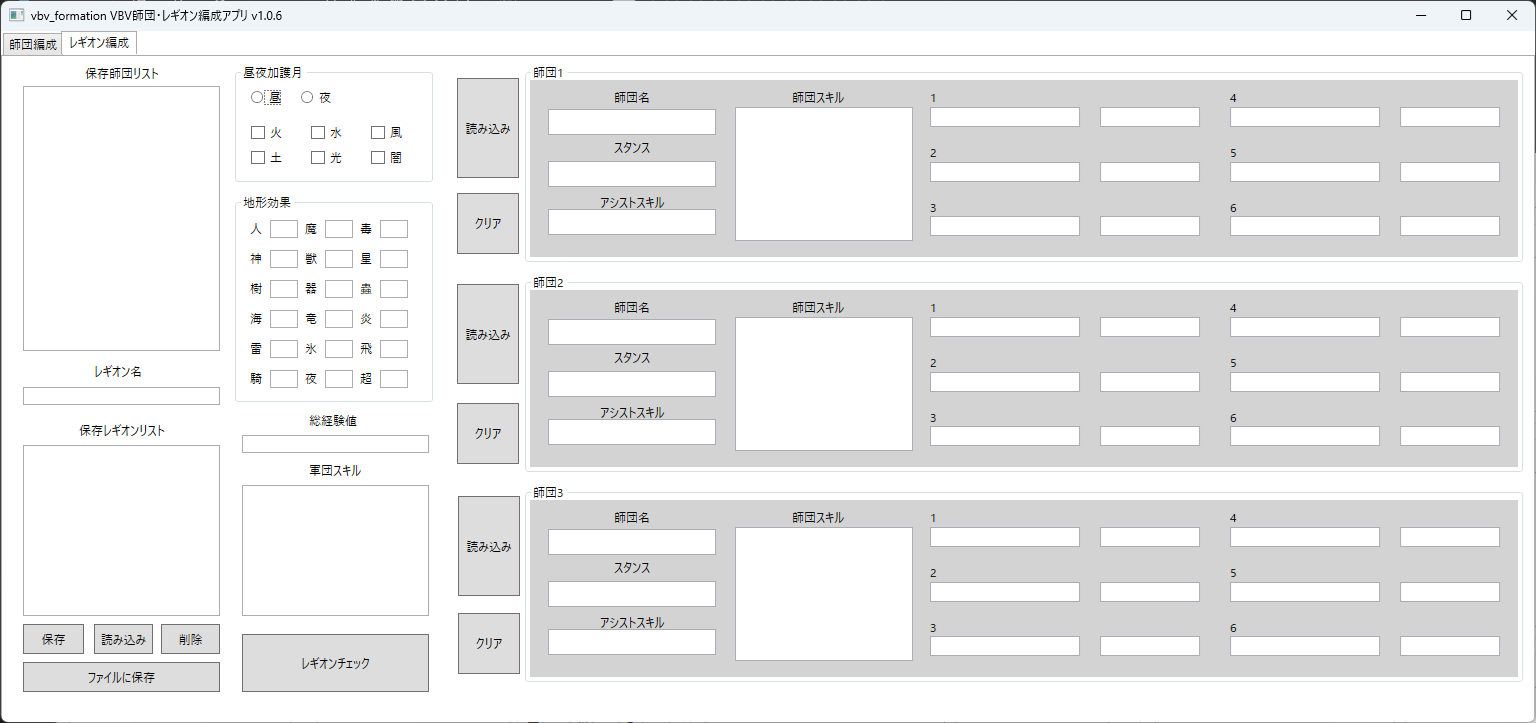 vbv_formation VBV師団・レギオン編成アプリ v1.0.6
師団編成 レギオン編成
保存師団リスト
レギオン名
保存レギオンリスト
保存 読み込み 削除
ファイルに保存
昼夜加護月
昼 夜
火 水 風
土 光 闇
地形効果
人 魔 毒
神 獣 星
樹 器 蟲
海 竜 炎
雷 氷 飛
騎 夜 超
総経験値
軍団スキル
レギオンチェック
読み込み
クリア
師団1
師団名
スタンス
アシストスキル
師団スキル
1
2
3
4
5
6
読み込み
クリア
師団2
師団名
スタンス
アシストスキル
師団スキル
1
2
3
4
5
6
読み込み
クリア
師団3
師団名
スタンス
アシストスキル
師団スキル
1
2
3
4
5
6